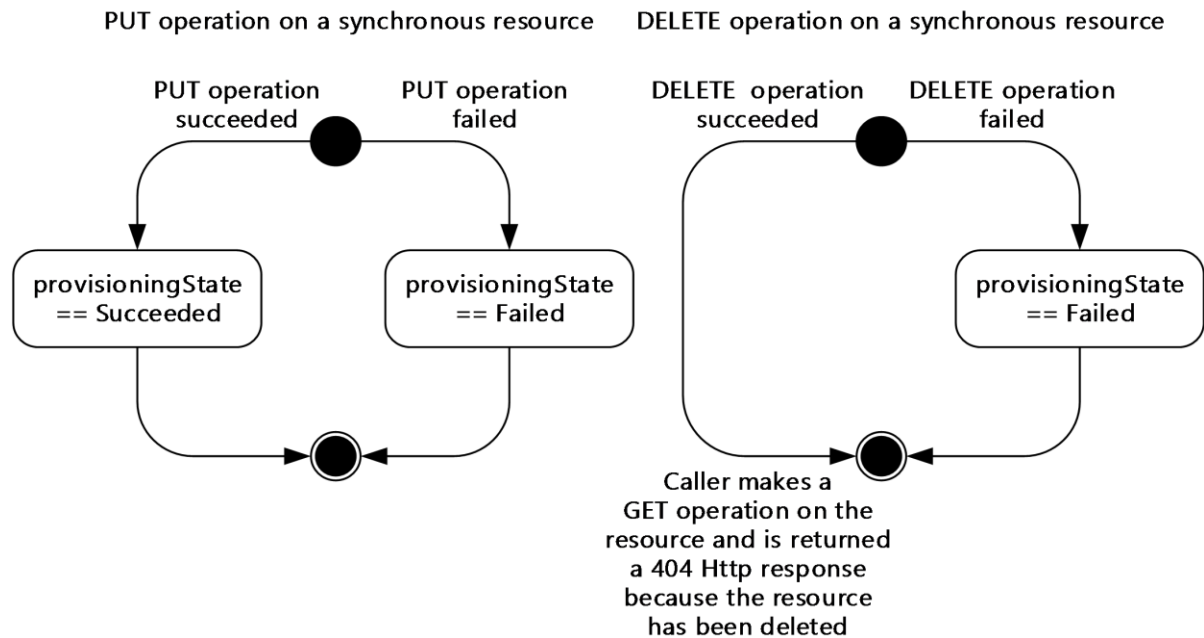 PUT operation on a synchronous resource
PUT operation
succeeded
PUT operation
failed
provisioningState
== Succeeded
provisioningState
== Failed
DELETE operation on a synchronous resource
DELETE operation
succeeded
DELETE operation
failed
provisioningState
== Failed
Caller makes a
GET operation on the
resource and is returned
a 404 Http response
because the resource
has been deleted